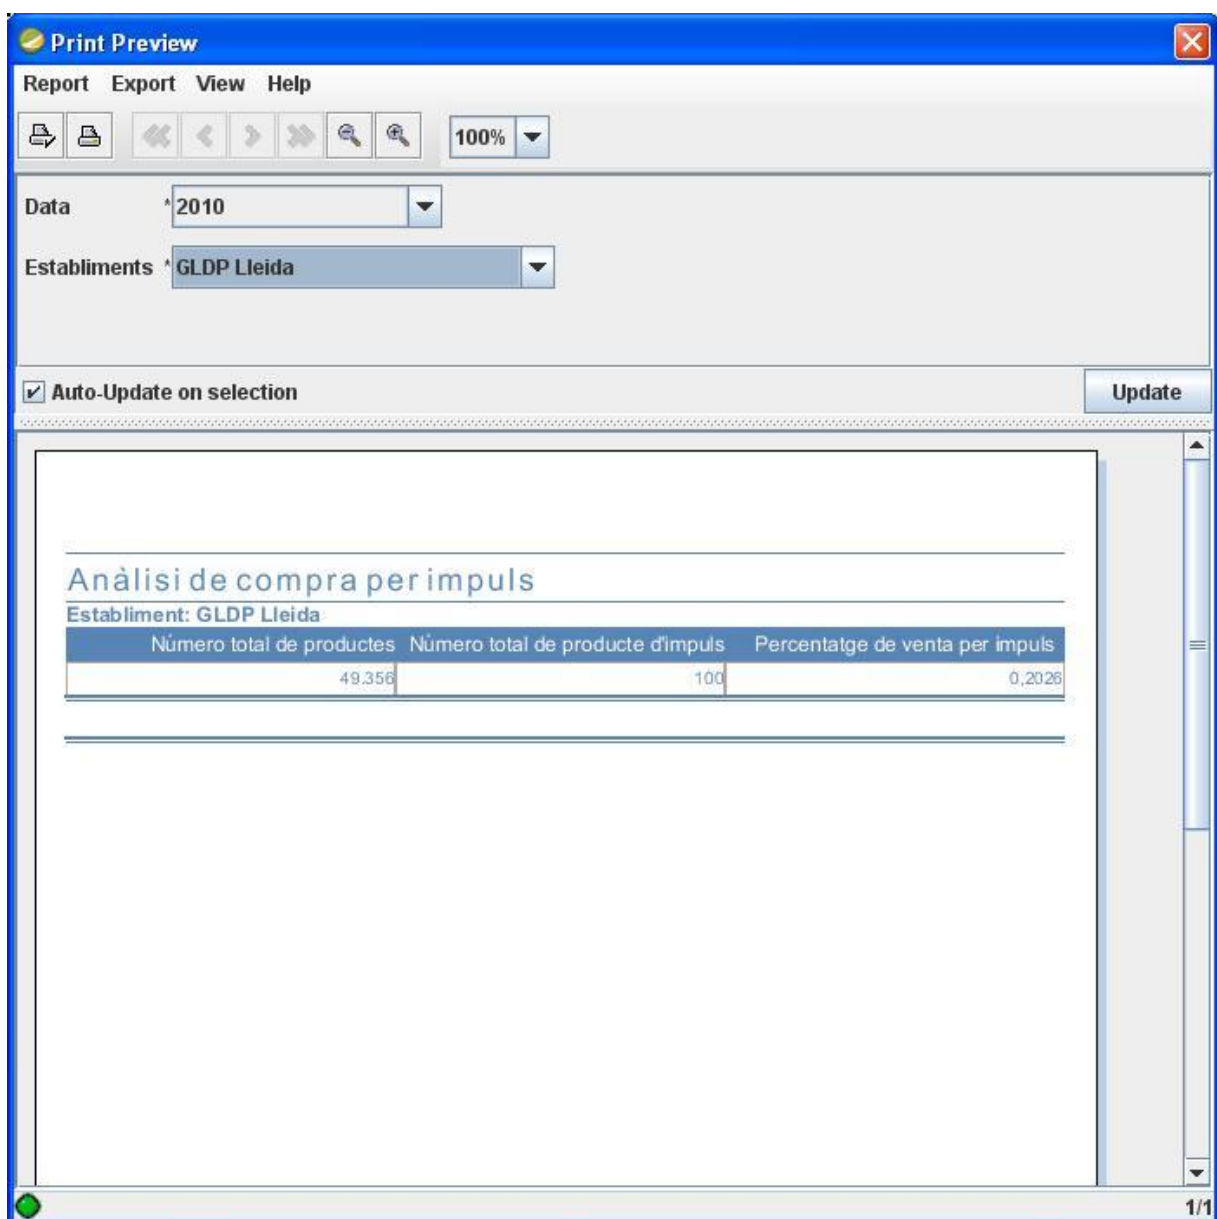 Print Preview
Report Export View Help
100%
Data * 2010
Establiments * GLDP Lleida
Auto-Update on selection Update
Anàlisi de compra per impuls
Establiment: GLDP Lleida
Número total de productes Número total de producte d'impuls Percentatge de venta per impuls
49.356 100 0,2026
1/1